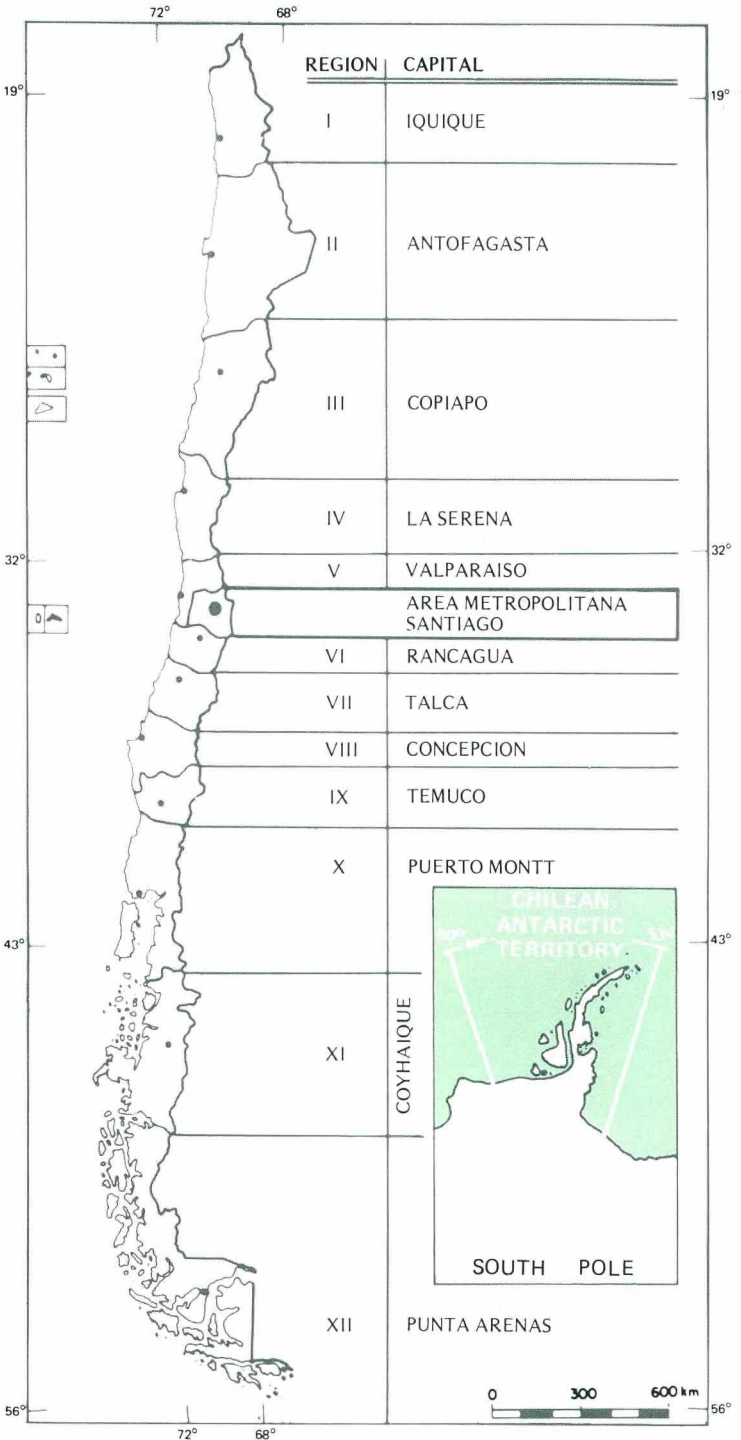 72° 68°
REGION CAPITAL
19° 19°
I IQUIQUE
II ANTOFAGASTA
III COPIAPO
IV LA SERENA
32° 32°
V VALPARAISO
AREA METROPOLITANA
SANTIAGO
VI RANCAGUA
VII TALCA
VIII CONCEPCION
IX TEMUCO
X PUERTO MONTT
CHILEAN
ANTARCTIC
TERRITORY
53°
43° 43°
XI COYHAIQUE
SOUTH POLE
XII PUNTA ARENAS
0 300 600 km
56° 56°
72° 68°